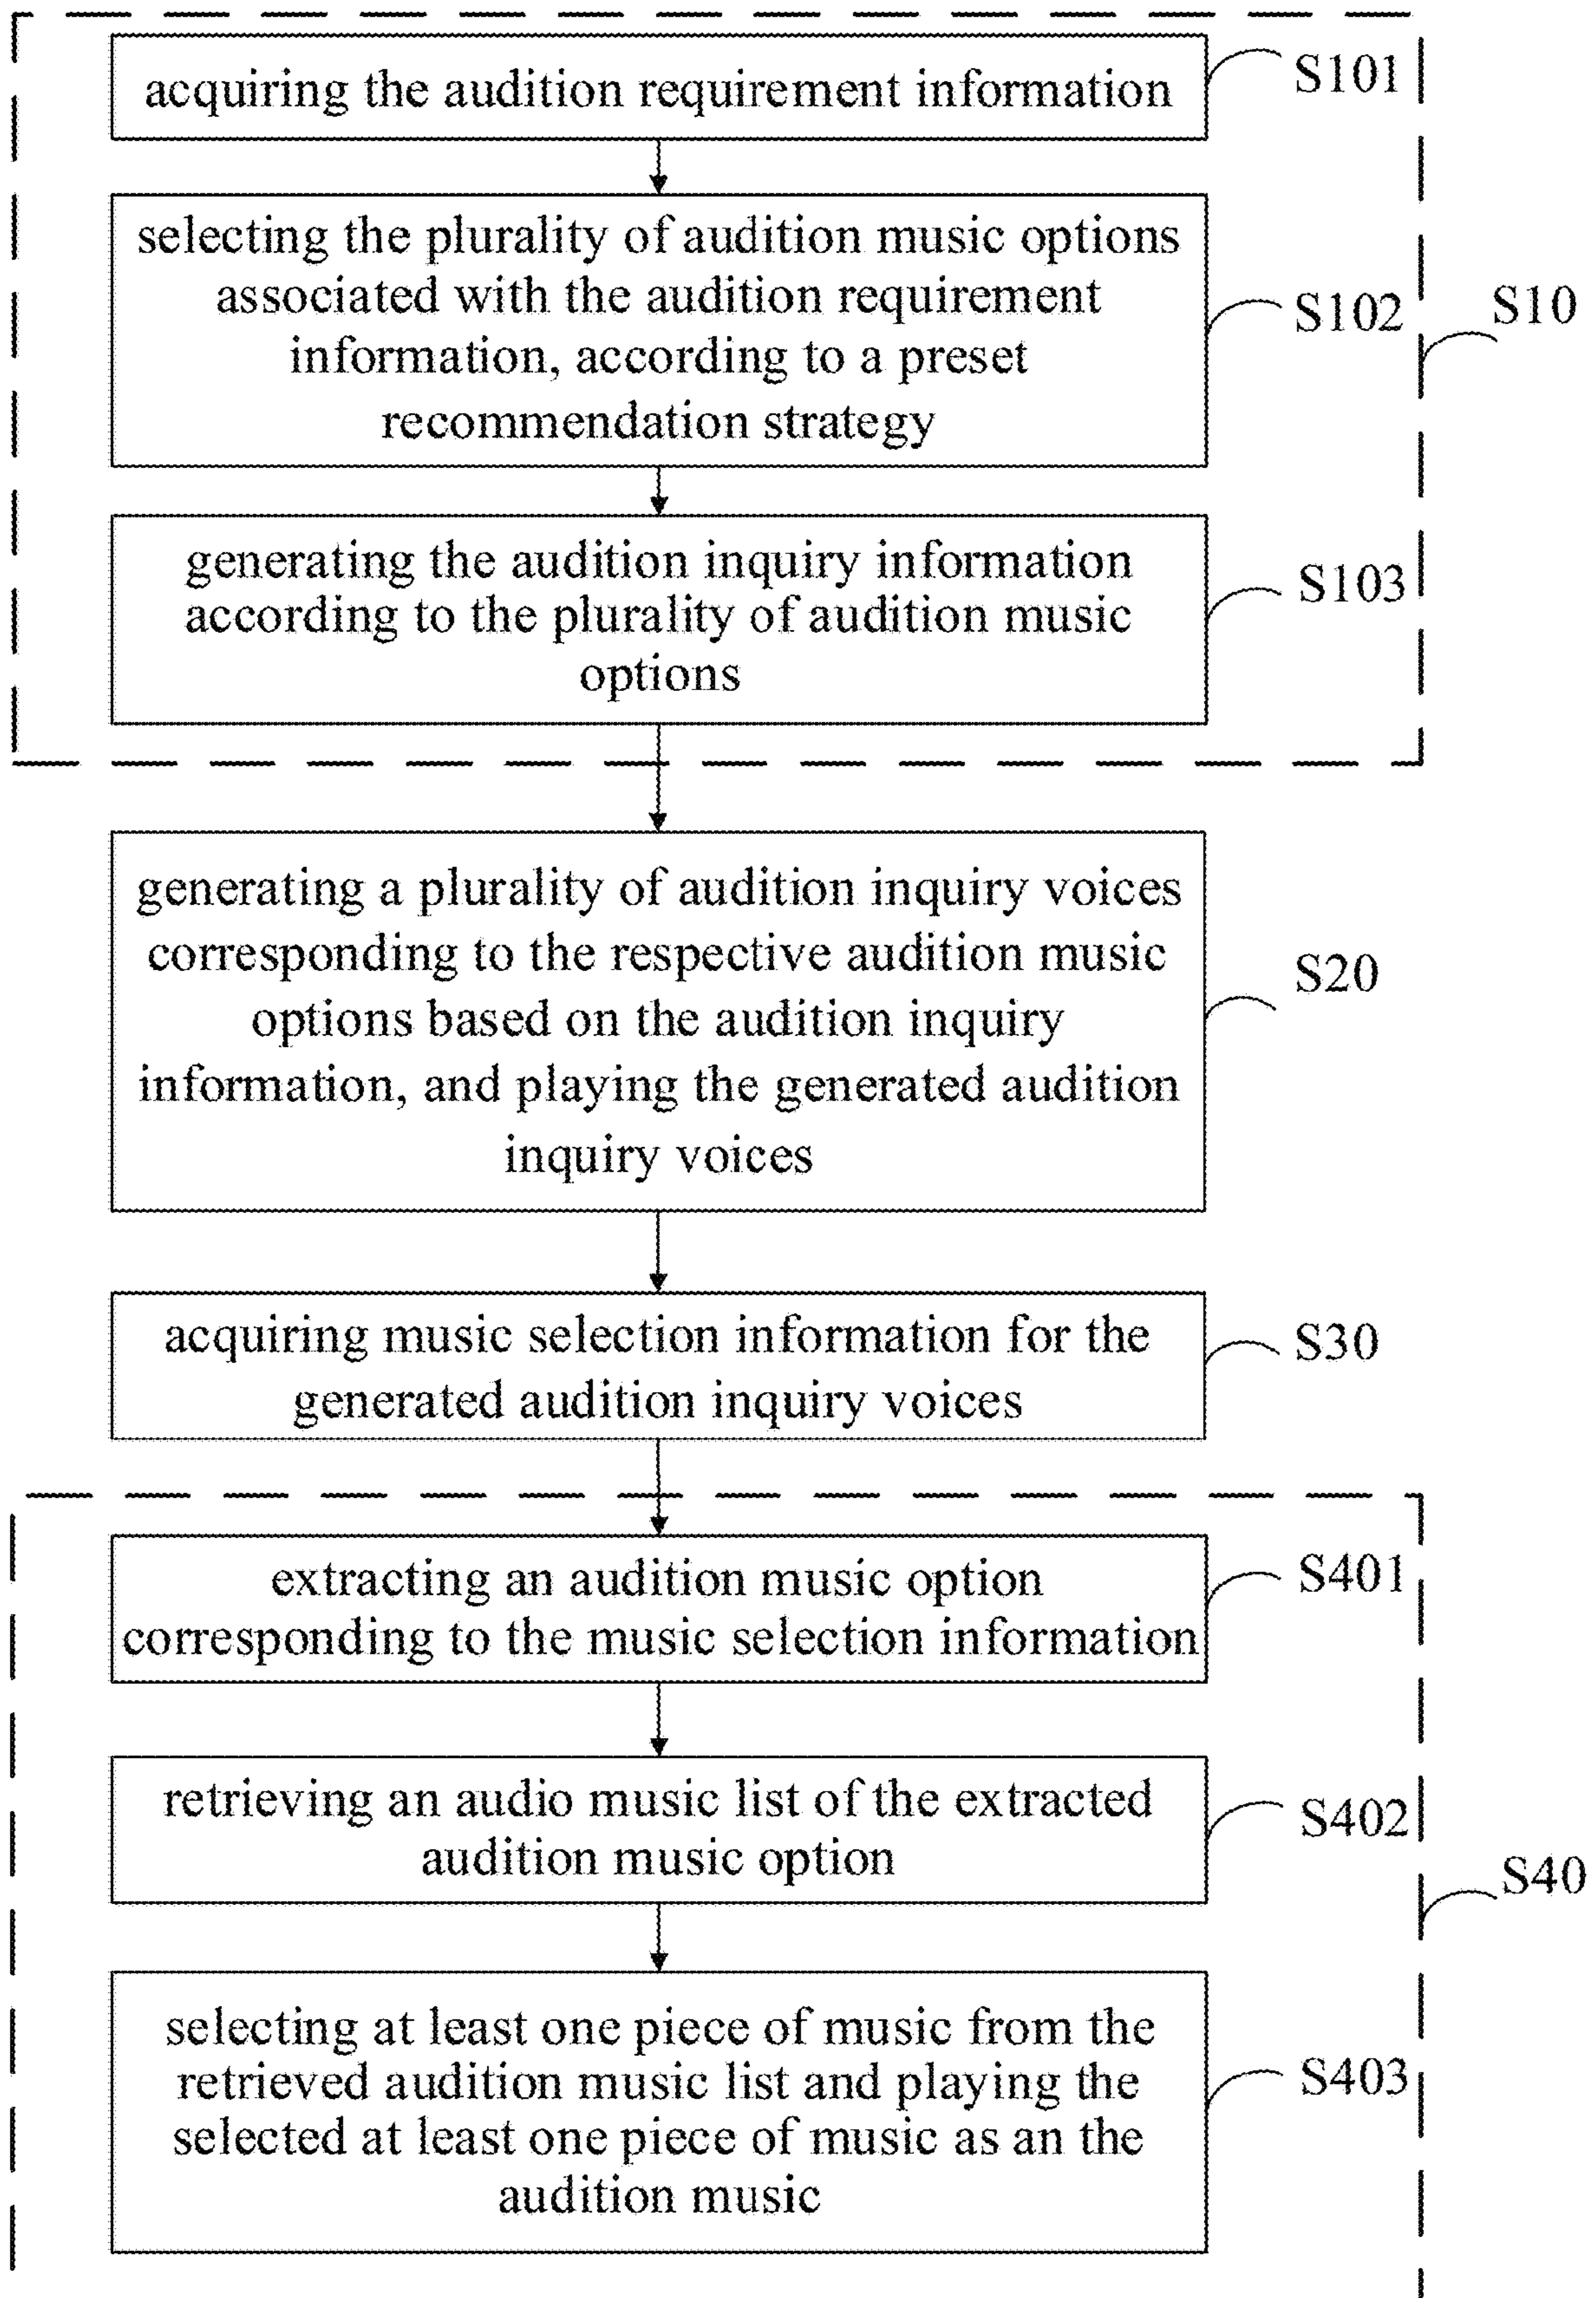 acquiring the audition requirement information
S101
selecting the plurality of audition music options
associated with the audition requirement
information, according to a preset
recommendation strategy
S102
S10
generating the audition inquiry information
according to the plurality of audition music
options
S103
generating a plurality of audition inquiry voices
corresponding to the respective audition music
options based on the audition inquiry
information, and playing the generated audition
inquiry voices
S20
acquiring music selection information for the
generated audition inquiry voices
S30
extracting an audition music option
corresponding to the music selection information
S401
retrieving an audio music list of the extracted
audition music option
S402
S40
selecting at least one piece of music from the
retrieved audition music list and playing the
selected at least one piece of music as an the
audition music
S403